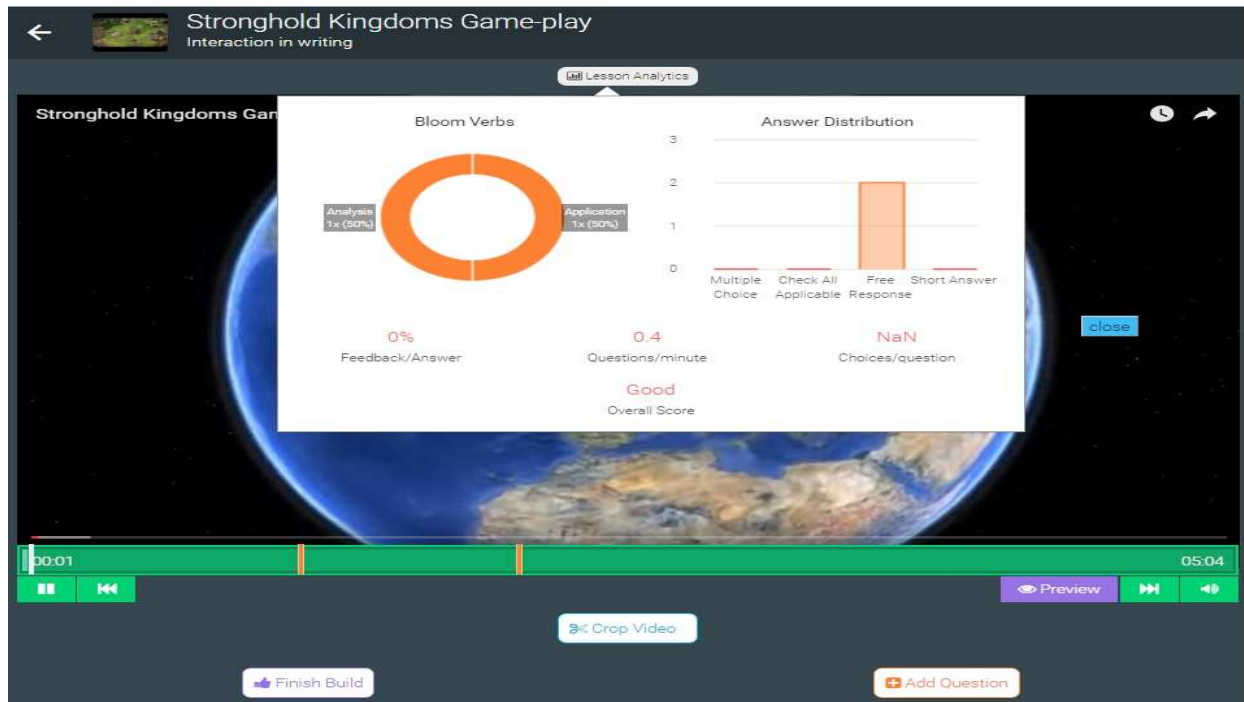 Stronghold Kingdoms Game-play
Interaction in writing
Lesson Analytics
Stronghold Kingdoms Gam
Bloom Verbs
Analysis
1x (50%)
Application
1x (50%)
Answer Distribution
3
2
1
0
Multiple Choice
Check All Applicable
Free Response
Short Answer
0%
Feedback/Answer
0.4
Questions/minute
NaN
Choices/question
Good
Overall Score
close
00:01
05:04
Preview
Crop Video
Finish Build
Add Question